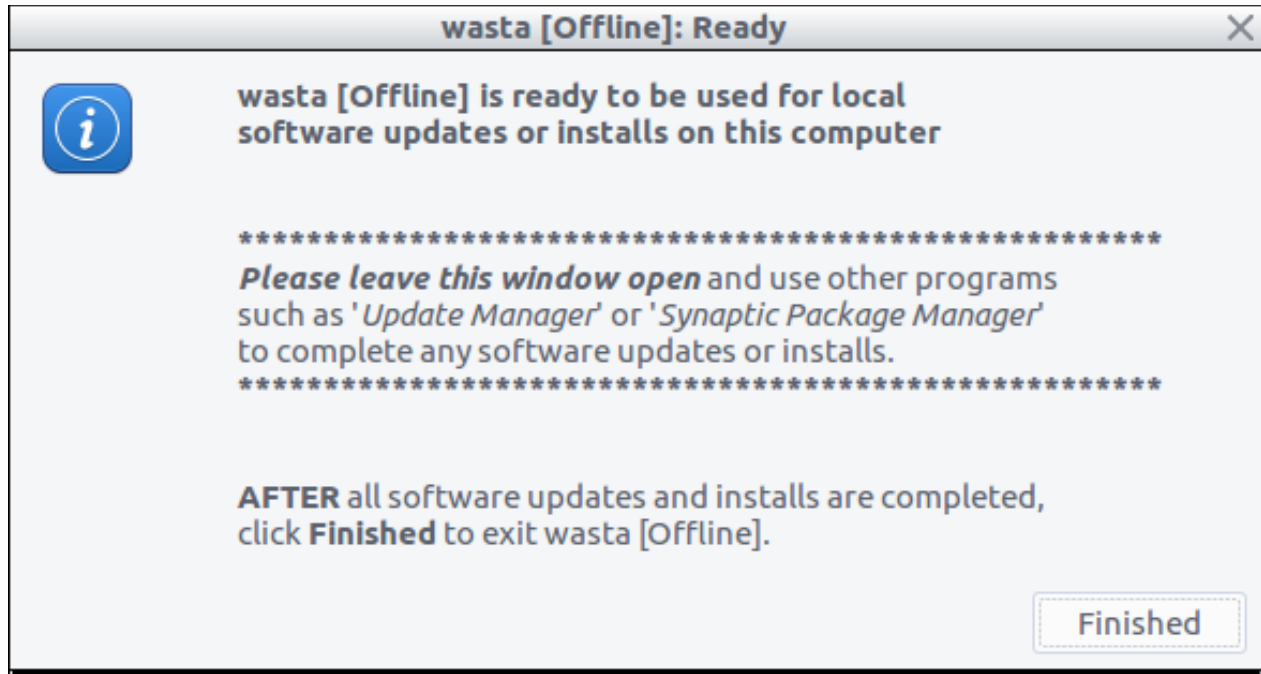 wasta [Offline]: Ready
wasta [Offline] is ready to be used for local
software updates or installs on this computer
******************************************************
Please leave this window open and use other programs
such as 'Update Manager' or 'Synaptic Package Manager'
to complete any software updates or installs.
******************************************************
AFTER all software updates and installs are completed,
click Finished to exit wasta [Offline].
Finished